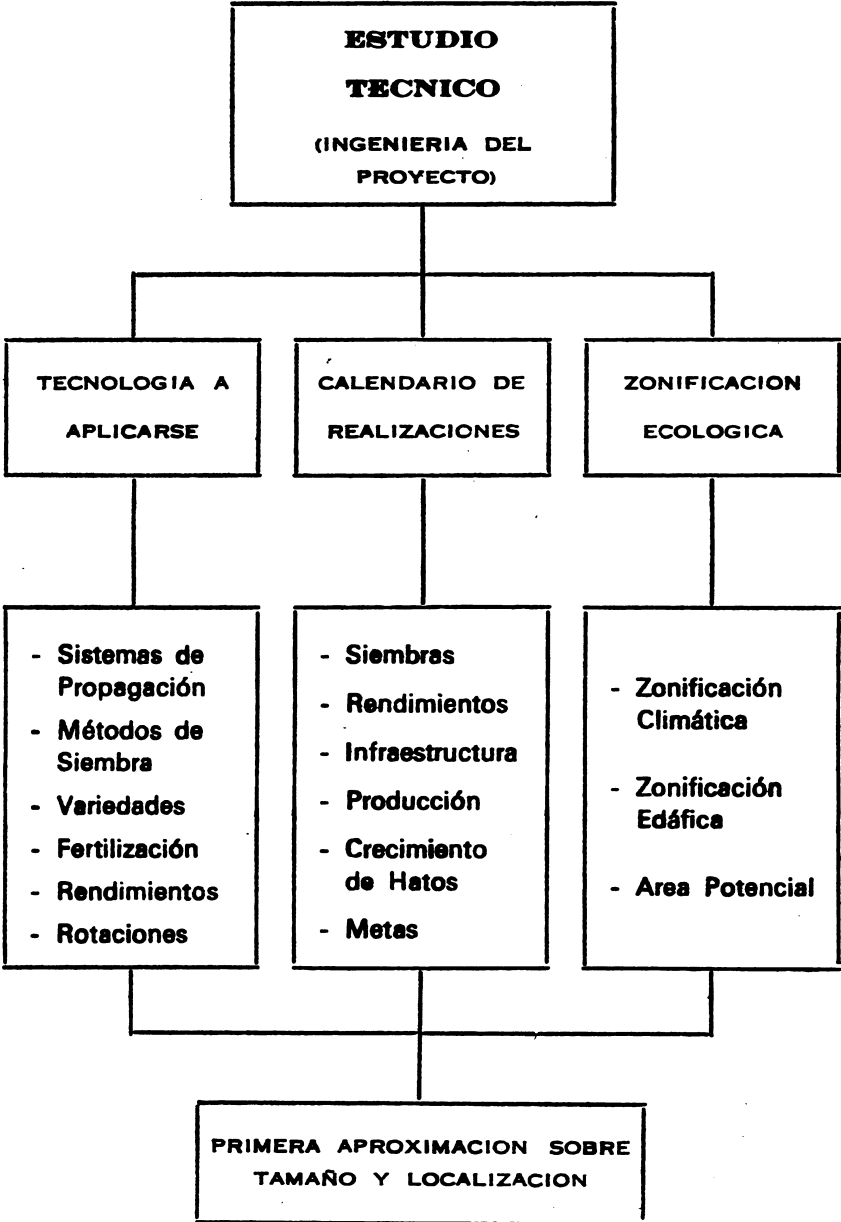 ESTUDIO
TECNICO
(INGENIERIA DEL
PROYECTO)
TECNOLOGIA A
APLICARSE
CALENDARIO DE
REALIZACIONES
ZONIFICACION
ECOLOGICA
- Sistemas de
Propagación
- Métodos de
Siembra
- Variedades
- Fertilización
- Rendimientos
- Rotaciones
- Siembras
- Rendimientos
- Infraestructura
- Producción
- Crecimiento
de Hatos
- Metas
- Zonificación
Climática
- Zonificación
Edáfica
- Area Potencial
PRIMERA APROXIMACION SOBRE
TAMAÑO Y LOCALIZACION